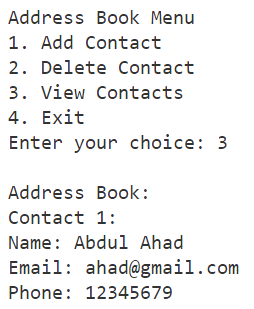 Address Book Menu
1. Add Contact
2. Delete Contact
3. View Contacts
4. Exit
Enter your choice: 3
Address Book:
Contact 1:
Name: Abdul Ahad
Email: ahad@gmail.com
Phone: 12345679